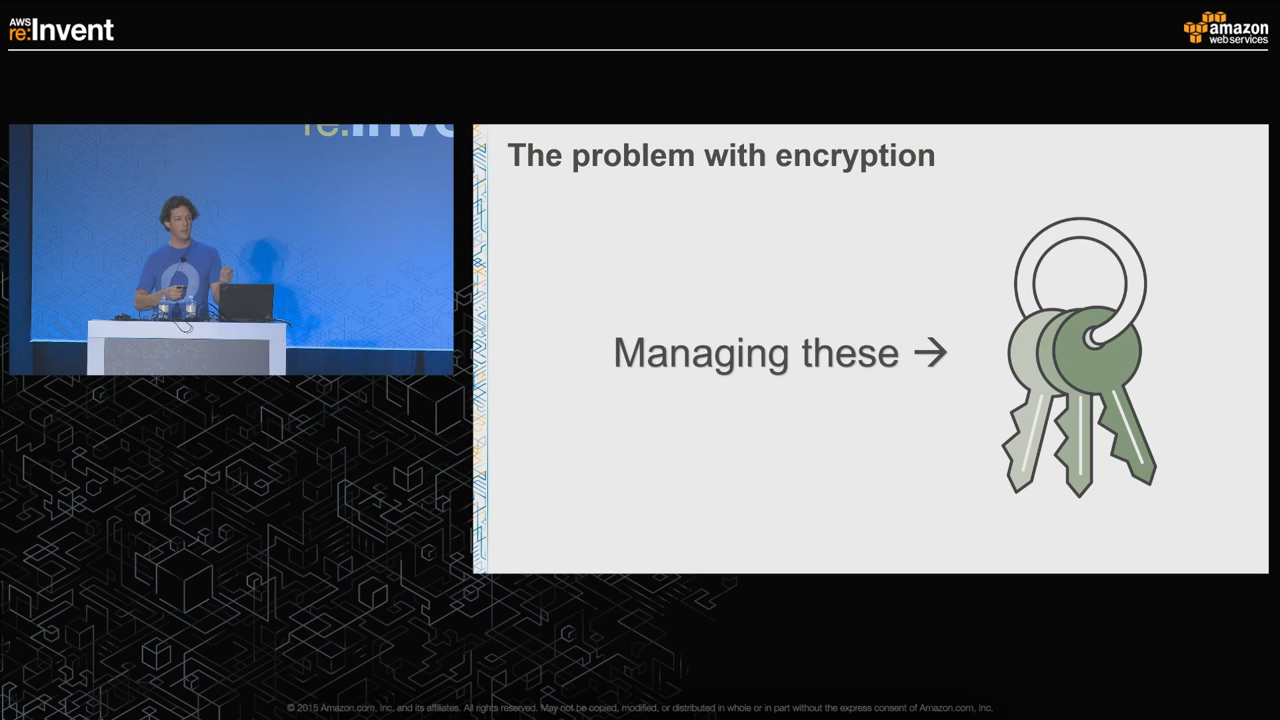 AWS
re:Invent
amazon
web services
re:Inve
The problem with encryption
Managing these →
© 2015 Amazon.com, Inc. and its affiliates. All rights reserved. May not be copied, modified, or distributed in whole or in part without the express consent of Amazon.com, Inc.